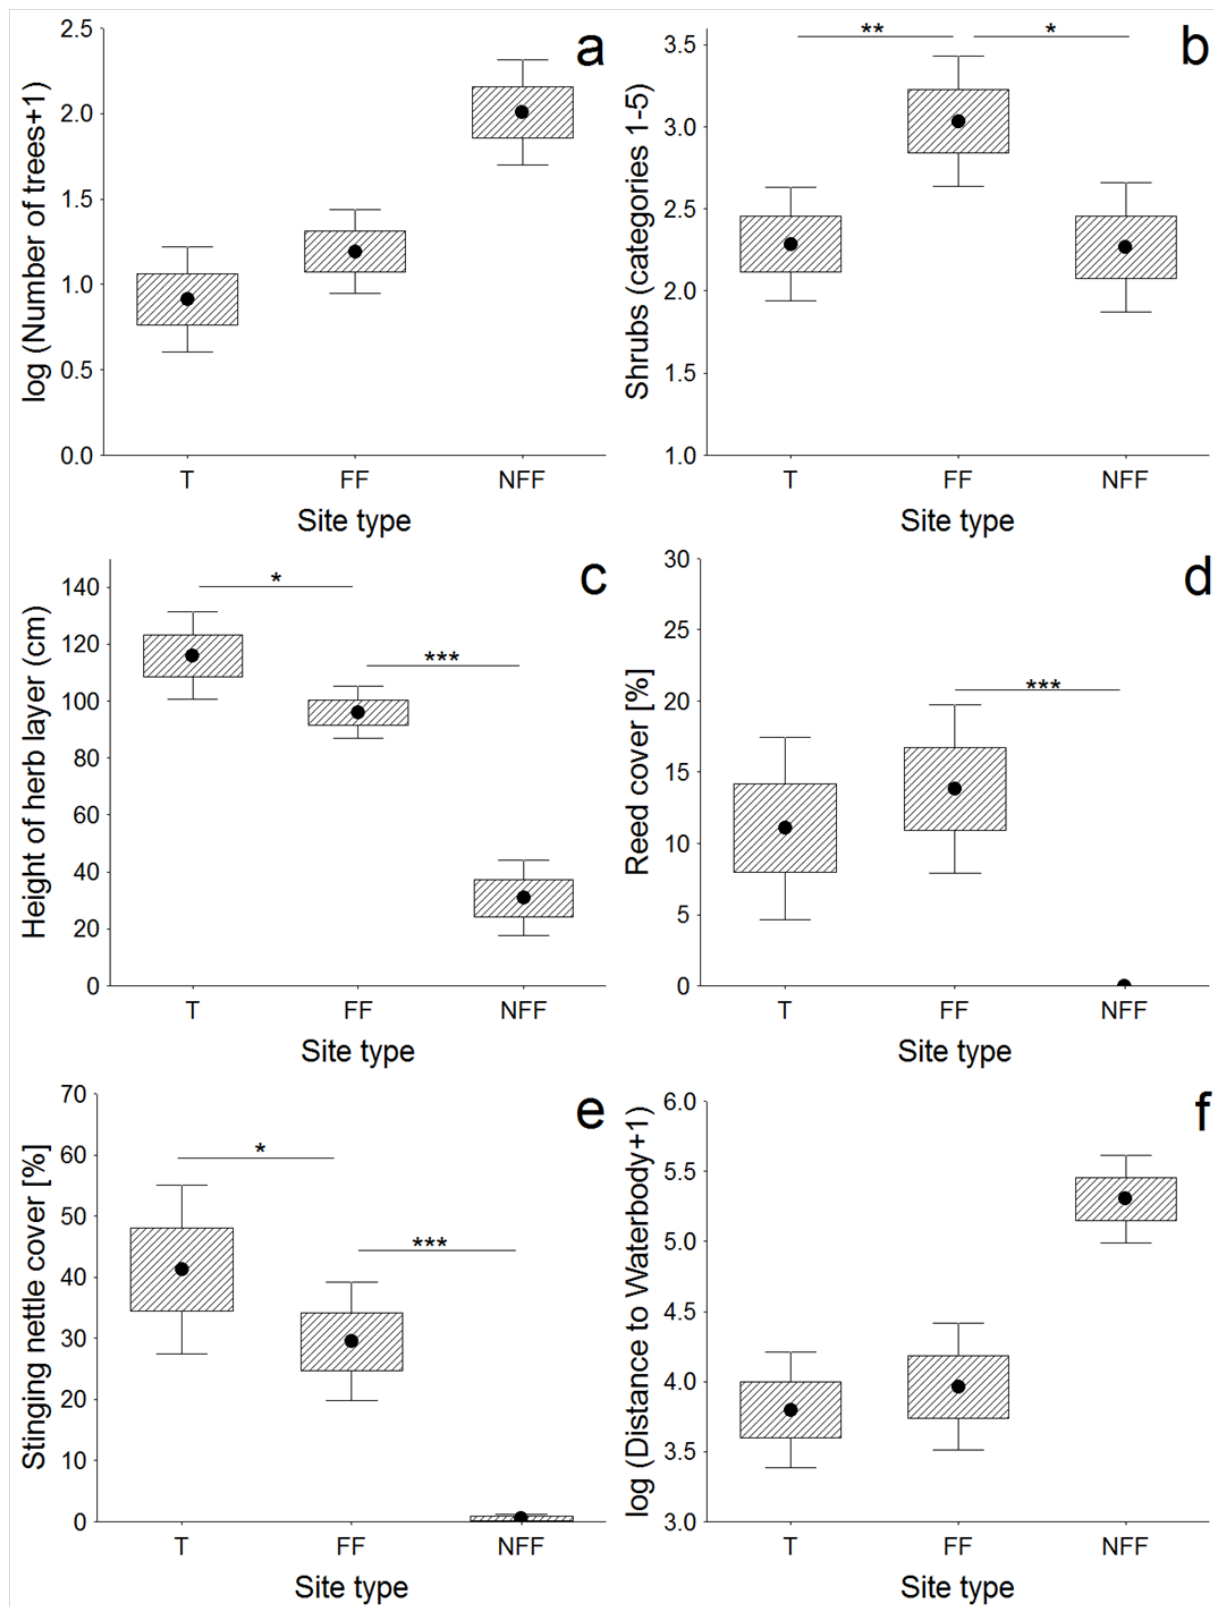 a
log (Number of trees+1)
2.5
2.0
1.5
1.0
0.5
0.0
T FF NFF
Site type
b
Shrubs (categories 1-5)
** *
3.5
3.0
2.5
2.0
1.5
1.0
T FF NFF
Site type
c
Height of herb layer (cm)
*
***
140
120
100
80
60
40
20
0
T FF NFF
Site type
d
Reed cover [%]
***
30
25
20
15
10
5
0
T FF NFF
Site type
e
Stinging nettle cover [%]
*
***
70
60
50
40
30
20
10
0
T FF NFF
Site type
f
log (Distance to Waterbody+1)
6.0
5.5
5.0
4.5
4.0
3.5
3.0
T FF NFF
Site type